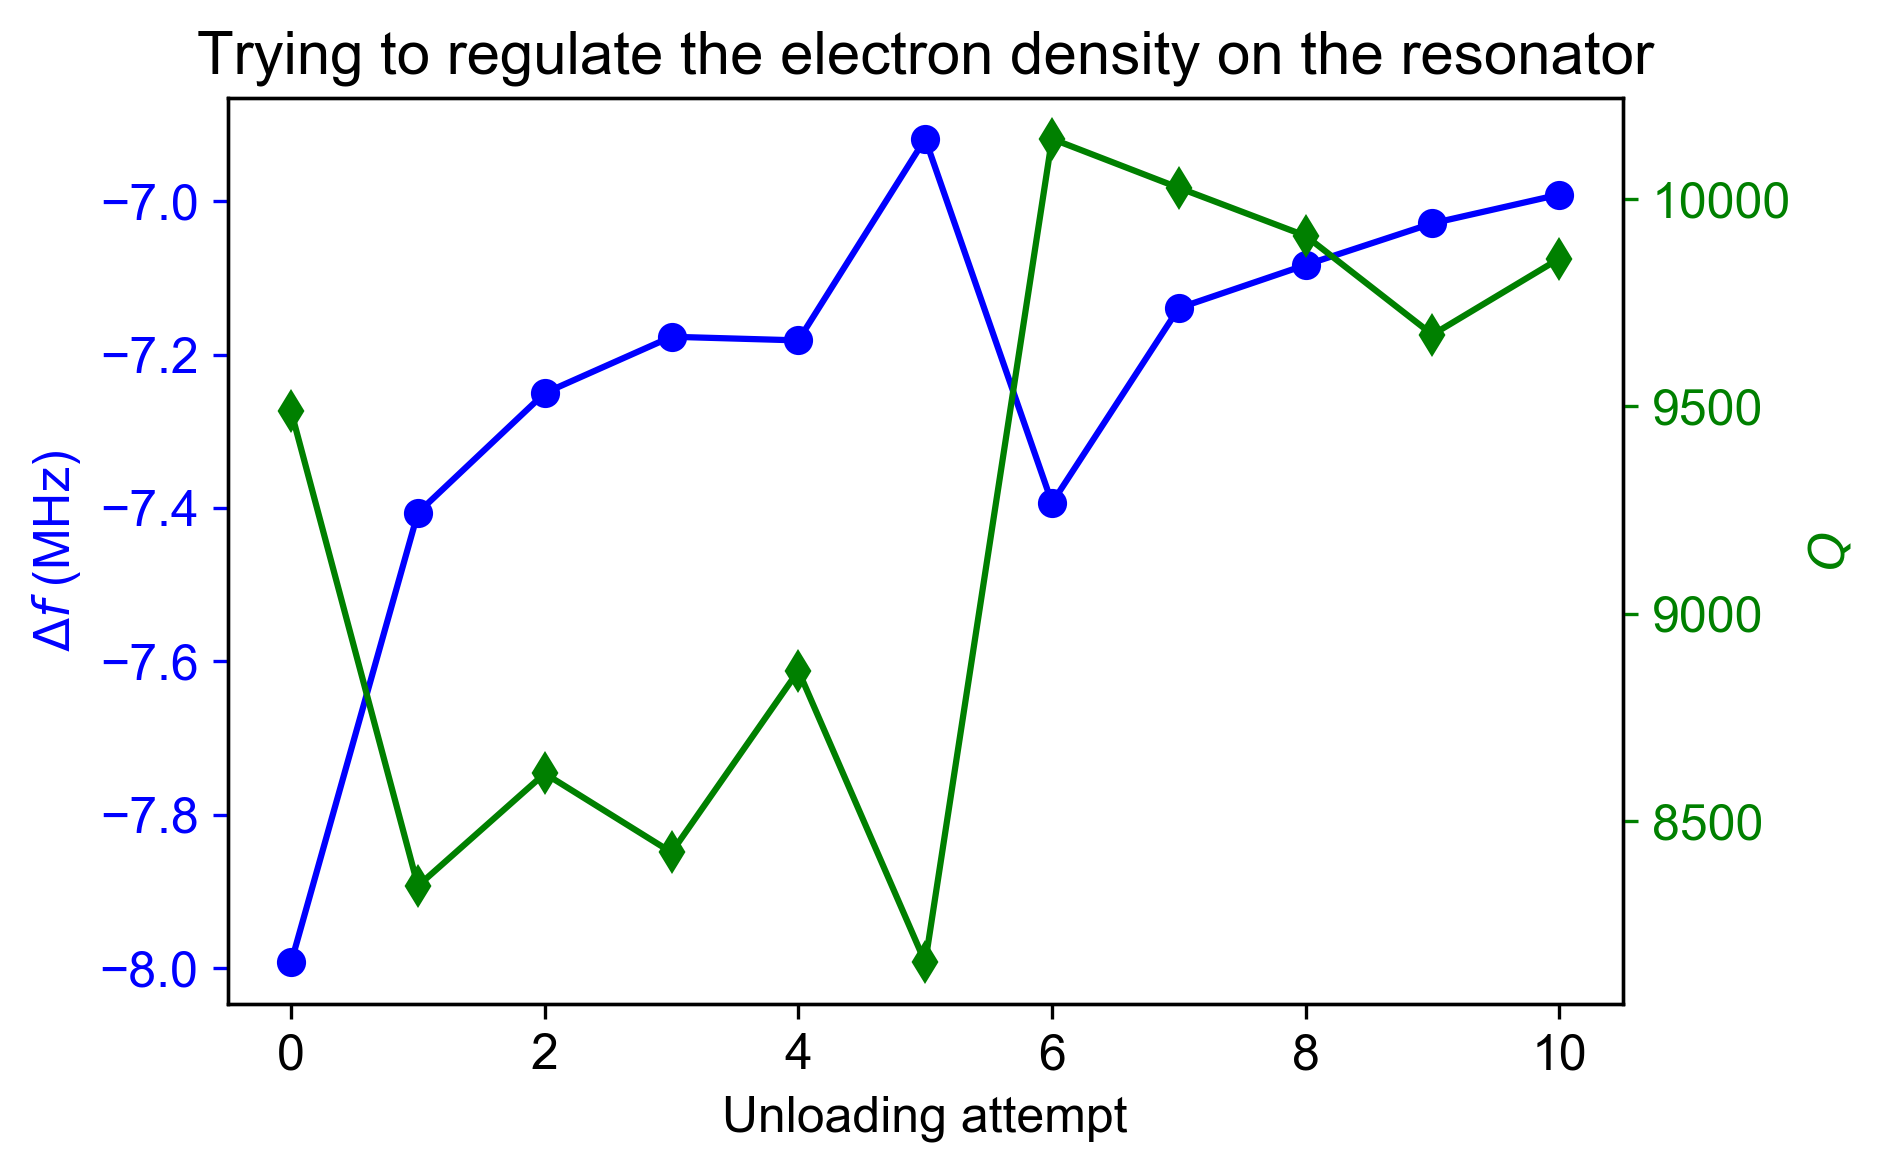 Trying to regulate the electron density on the resonator
−7.0
−7.2
−7.4
−7.6
−7.8
−8.0
Δf (MHz)
10000
9500
9000
8500
Q
0 2 4 6 8 10
Unloading attempt